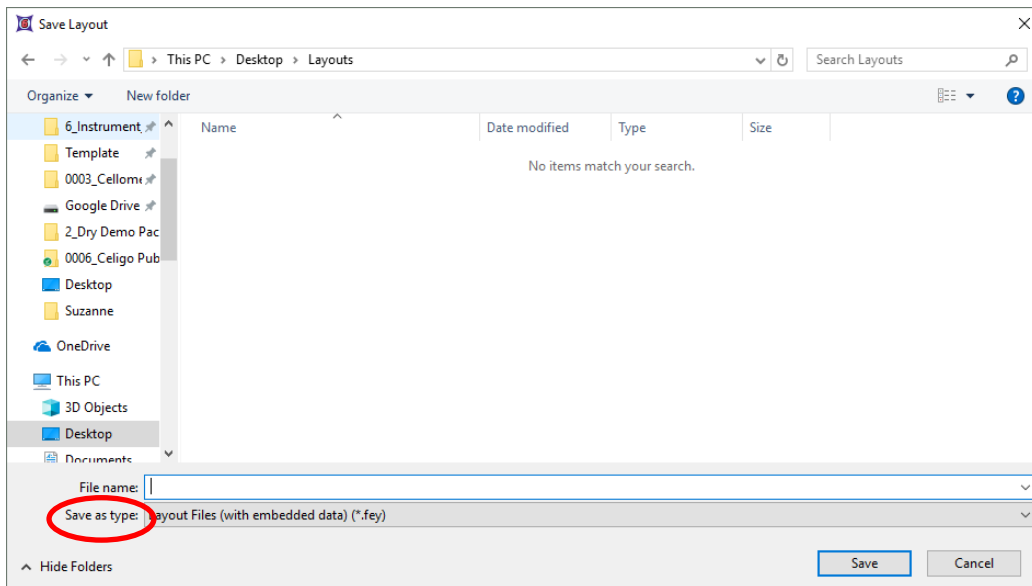 Save Layout
This PC > Desktop > Layouts
Search Layouts
Organize New folder
Name Date modified Type Size
No items match your search.
6_Instrument_
Template
0003_Cellome
Google Drive
2_Dry Demo Pac
0006_Celigo Pub
Desktop
Suzanne
OneDrive
This PC
3D Objects
Desktop
Documents
File name:
Save as type: Layout Files (with embedded data) (*.fey)
Hide Folders Save Cancel